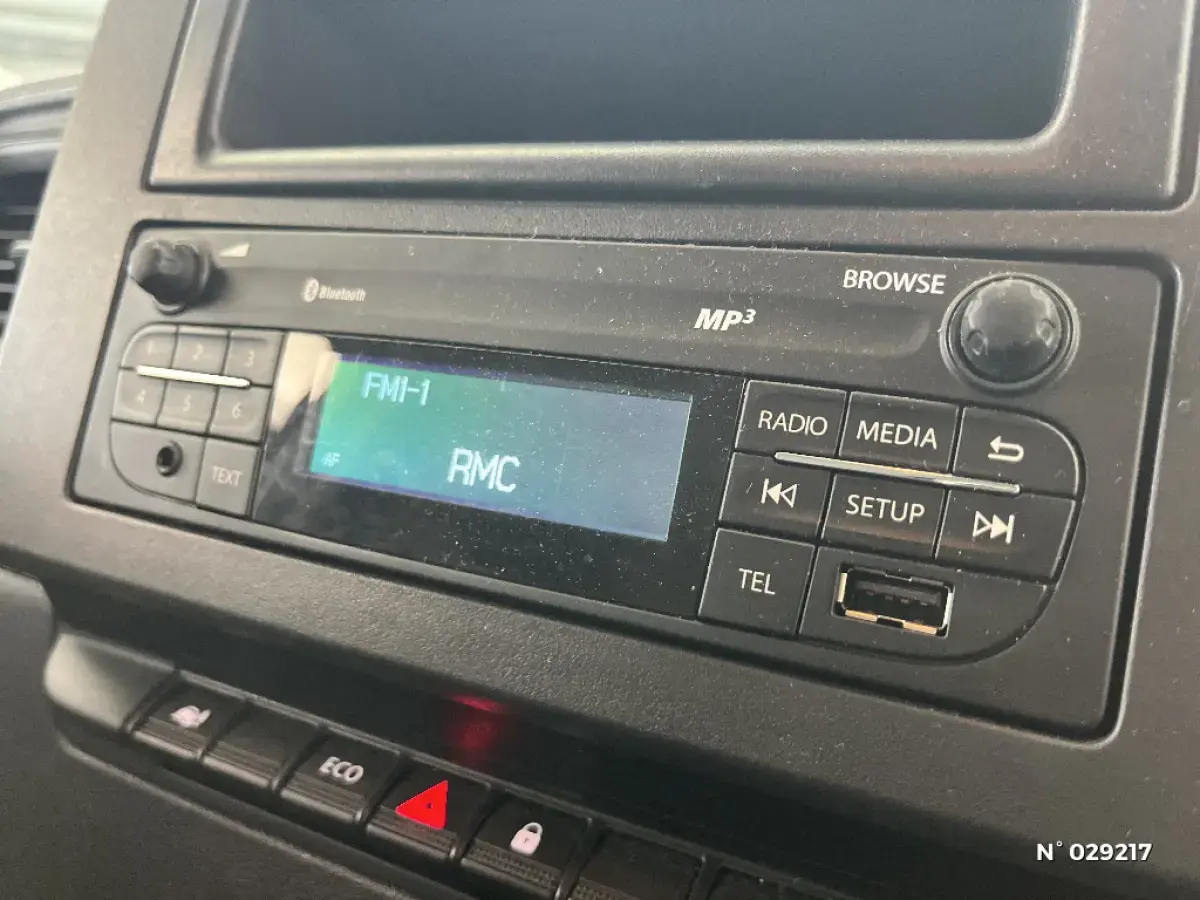 Bluetooth
MP3
BROWSE
1 2 3
4 5 6
TEXT
FM1-1
AF
RMC
RADIO
MEDIA
SETUP
TEL
ECO
N° 029217